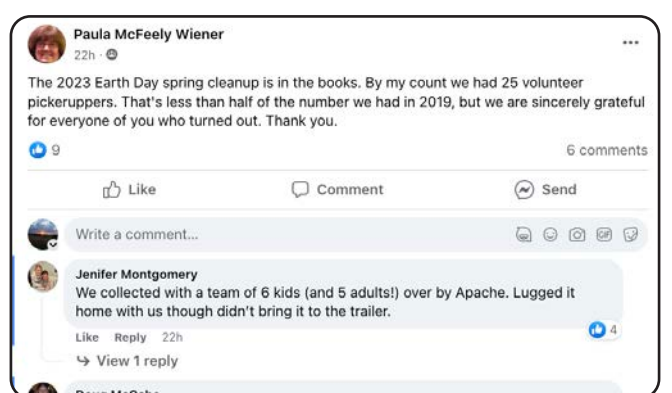 Paula McFeely Wiener
22h ·
The 2023 Earth Day spring cleanup is in the books. By my count we had 25 volunteer
pickeruppers. That's less than half of the number we had in 2019, but we are sincerely grateful
for everyone of you who turned out. Thank you.
9 6 comments
Like Comment Send
Write a comment...
GIF
Jenifer Montgomery
We collected with a team of 6 kids (and 5 adults!) over by Apache. Lugged it
home with us though didn't bring it to the trailer.
Like Reply 22h 4
View 1 reply